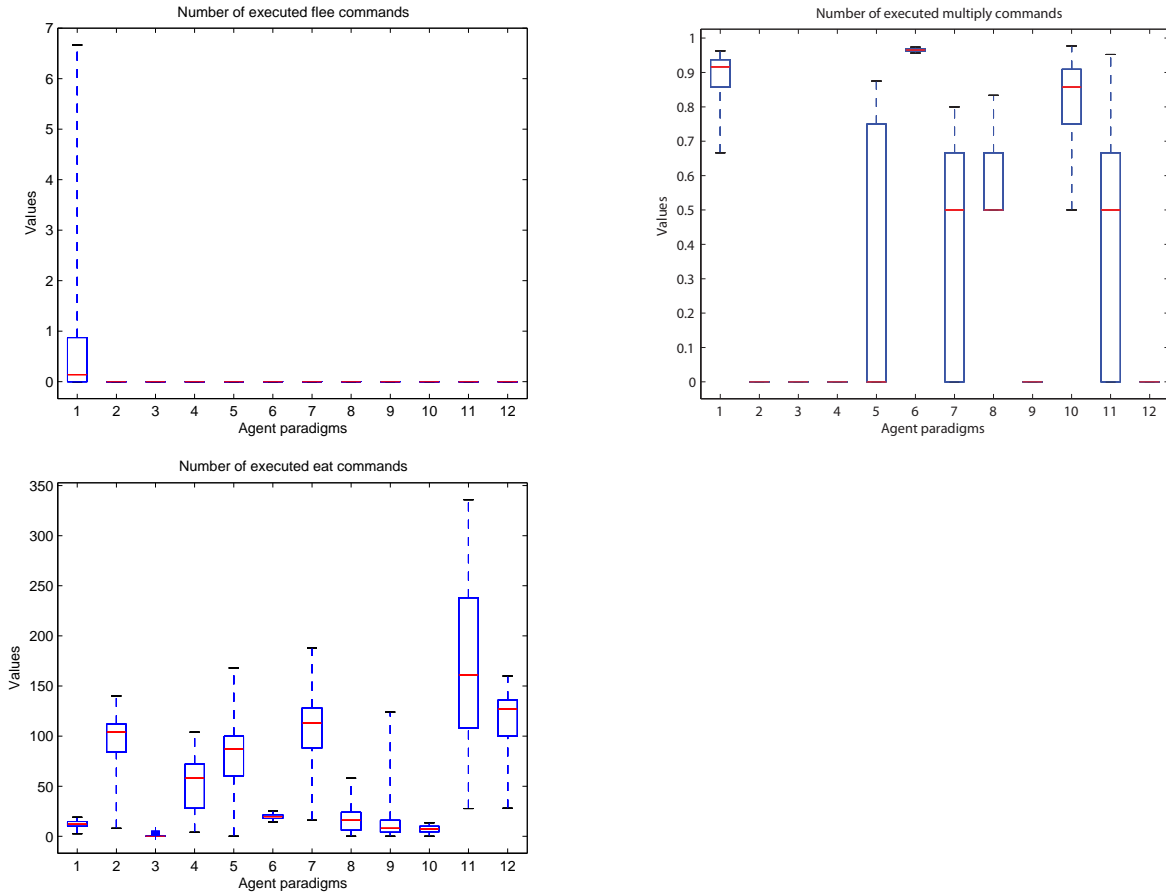 Number of executed flee commands
7
6
5
4
3
2
1
0
Values
1 2 3 4 5 6 7 8 9 10 11 12
Agent paradigms
Number of executed multiply commands
1
0.9
0.8
0.7
0.6
0.5
0.4
0.3
0.2
0.1
0
Values
1 2 3 4 5 6 7 8 9 10 11 12
Agent paradigms
Number of executed eat commands
350
300
250
200
150
100
50
0
Values
1 2 3 4 5 6 7 8 9 10 11 12
Agent paradigms